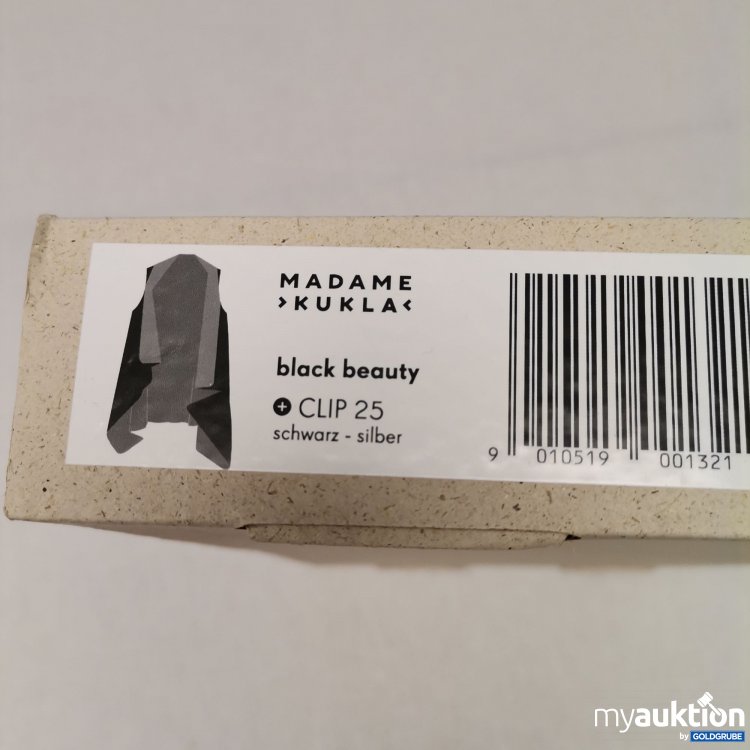 MADAME
>KUKLA<
black beauty
+ CLIP 25
schwarz - silber
9 010519 001321
myauktion
by GOLDGRUBE